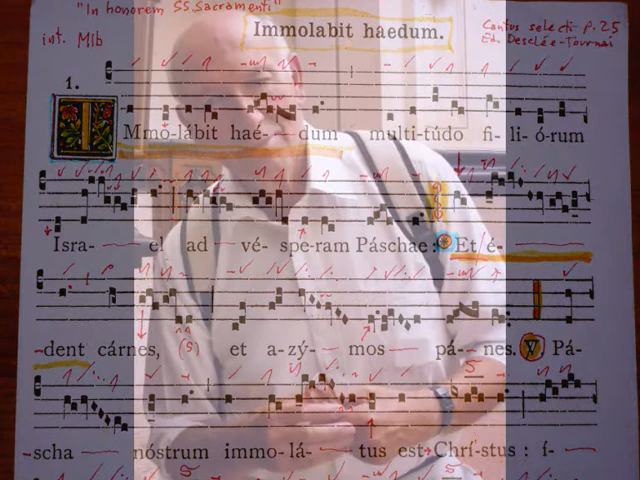 "In honorem SS. Sacramenti"
Immolabit haedum.
Cantus selecti p. 25
Ed. Desclée-Tournai
int. M1b
1.
IMmo-lábit haé- dum multi-túdo fi- li- ó-rum
Isra- el ad vé- spe-ram Páschae: * Et é-
-dent cárnes, (s) et a-zý- mos pá- nes. ℣. Pá-
-scha nóstrum immo-lá- tus est Chrí-stus : í-